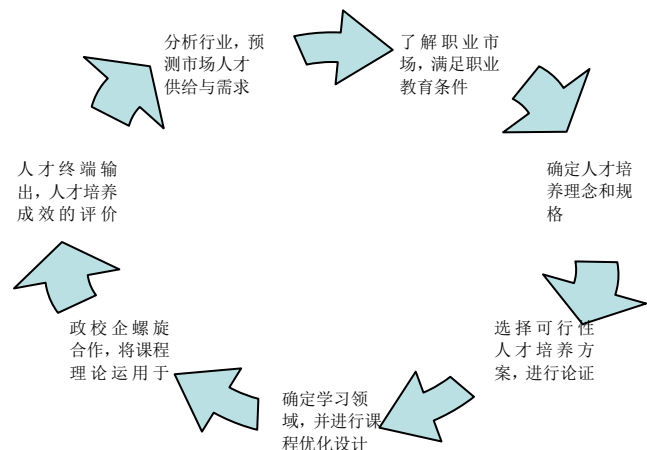 分析行业，预
测市场人才
供给与需求
了解职业市
场，满足职业
教育条件
确定人才培
养理念和规
格
选择可行性
人才培养方
案，进行论证
确定学习领
域，并进行课
程优化设计
政校企螺旋
合作，将课程
理论运用于
人才终端输
出，人才培养
成效的评价